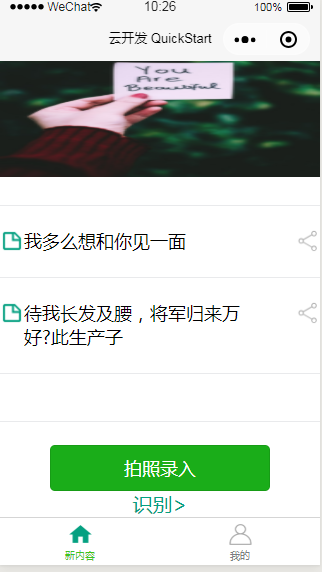 WeChat 10:26 100%
云开发 QuickStart
You
Are
Beautiful
我多么想和你见一面
待我长发及腰，将军归来万
好?此生产子
拍照录入
识别>
新内容 我的